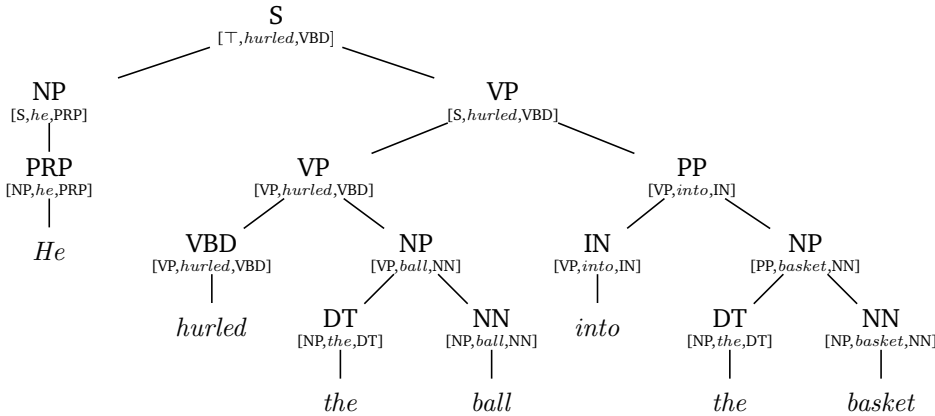 S
[⊤,hurled,VBD]
NP VP
[S,he,PRP] [S,hurled,VBD]
PRP VP PP
[NP,he,PRP] [VP,hurled,VBD] [VP,into,IN]
He VBD NP IN NP
[VP,hurled,VBD] [VP,ball,NN] [VP,into,IN] [PP,basket,NN]
hurled DT NN into DT NN
[NP,the,DT] [NP,ball,NN] [NP,the,DT] [NP,basket,NN]
the ball the basket